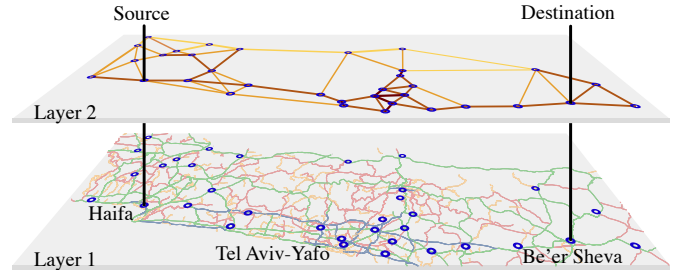 Source
Destination
Layer 2
Haifa
Tel Aviv-Yafo
Be'er Sheva
Layer 1